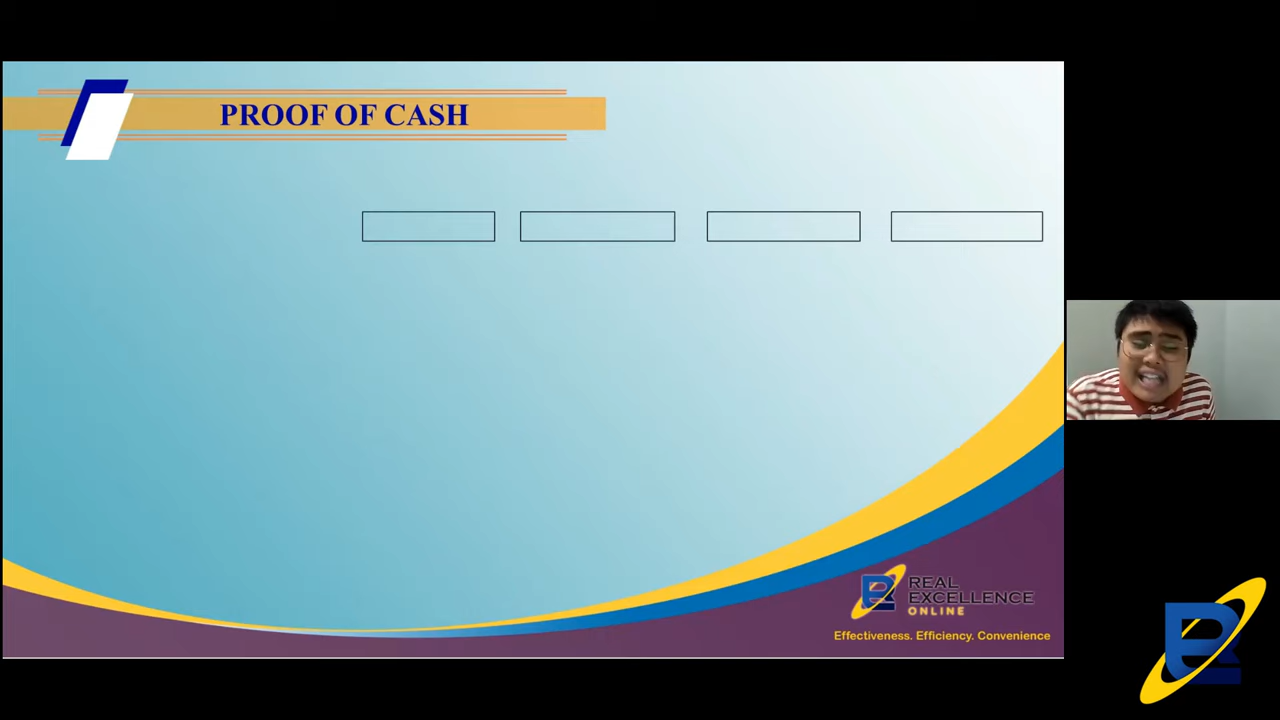 PROOF OF CASH
REAL
EXCELLENCE
ONLINE
Effectiveness. Efficiency. Convenience